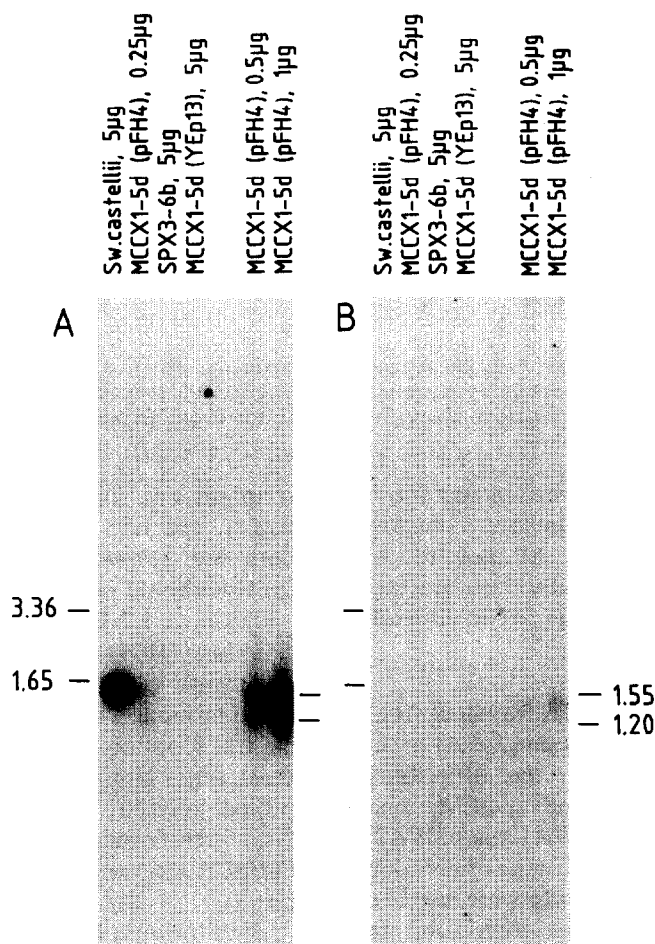 Sw.castellii, 5µg
MCCX1-5d (pFH4), 0.25µg
SPX3-6b, 5µg
MCCX1-5d (YEp13), 5µg
MCCX1-5d (pFH4), 0.5µg
MCCX1-5d (pFH4), 1µg
Sw.castellii, 5µg
MCCX1-5d (pFH4), 0.25µg
SPX3-6b, 5µg
MCCX1-5d (YEp13), 5µg
MCCX1-5d (pFH4), 0.5µg
MCCX1-5d (pFH4), 1µg
A
B
3.36 —
1.65 —
— 1.55
— 1.20